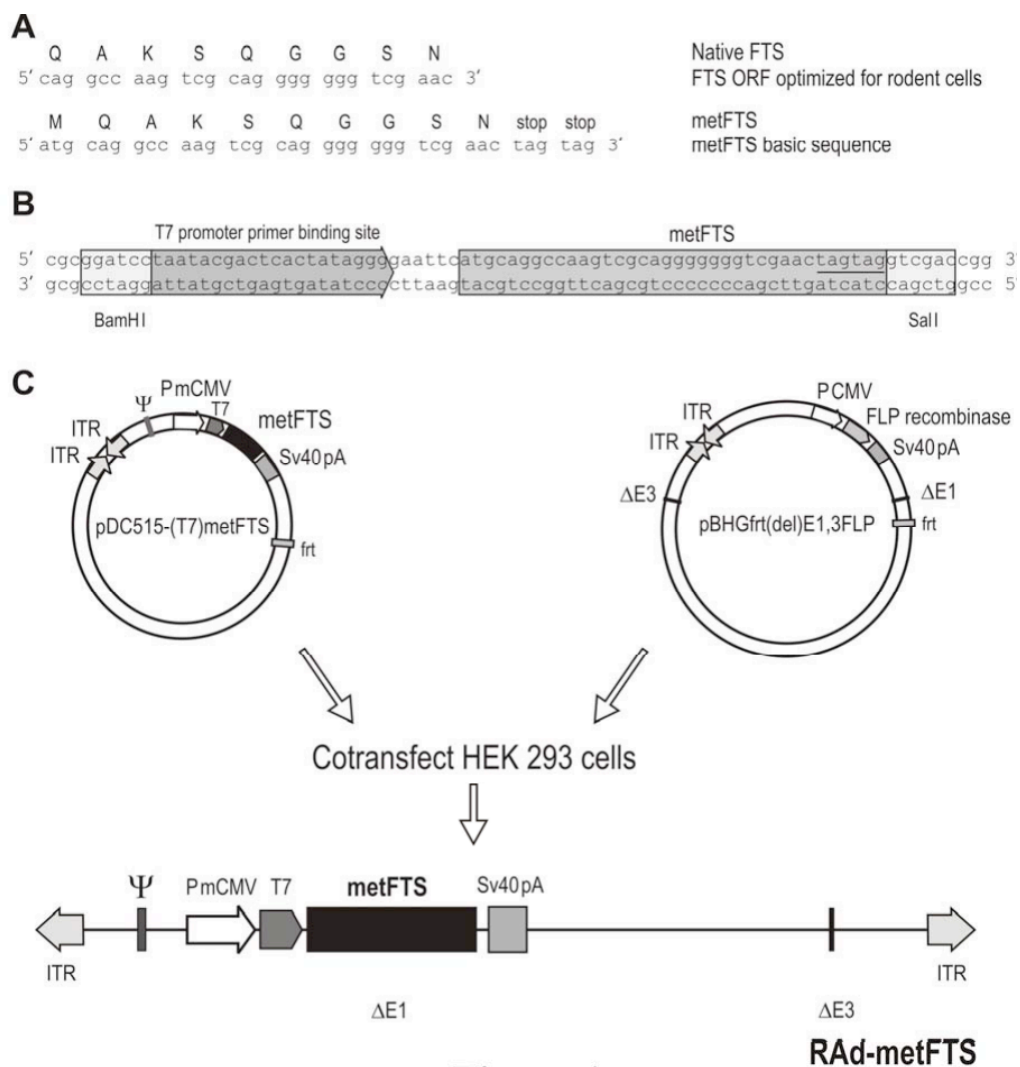 A
Q A K S Q G G S N
Native FTS
5′ cag gcc aag tcg cag ggg ggg tcg aac 3′
FTS ORF optimized for rodent cells
M Q A K S Q G G S N stop stop
metFTS
5′ atg cag gcc aag tcg cag ggg ggg tcg aac tag tag 3′
metFTS basic sequence
B
T7 promoter primer binding site
metFTS
5′ cgcggatcctaatacgactcactataggggaattcatgcaggccaagtcgcagggggggtcgaactagtaggtcgaccgg 3′
3′ gcgcctaggattatgctgagtgatatcccccttaagtacgtccggttcagcgtccccccccagcttgatcatccagctggcc 5′
BamHI
SalI
C
Ψ
PmCMV
T7
metFTS
ITR
ITR
Sv40pA
pDC515-(T7)metFTS
frt
PCMV
FLP recombinase
ITR
ITR
Sv40pA
ΔE3
ΔE1
pBHGfrt(del)E1,3FLP
frt
Cotransfect HEK 293 cells
Ψ PmCMV T7 metFTS Sv40pA
ITR
ITR
ΔE1
ΔE3
RAd-metFTS